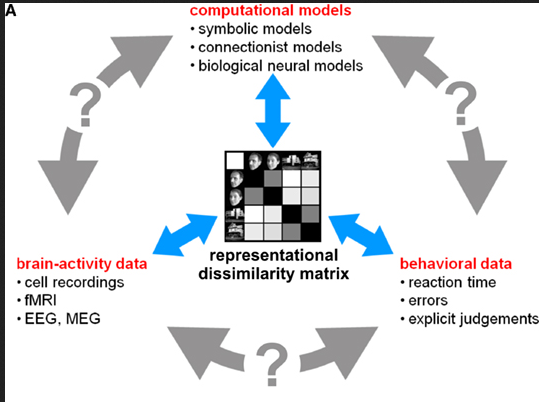 A
computational models
• symbolic models
• connectionist models
• biological neural models
?
?
representational
dissimilarity matrix
brain-activity data
• cell recordings
• fMRI
• EEG, MEG
behavioral data
• reaction time
• errors
• explicit judgements
?